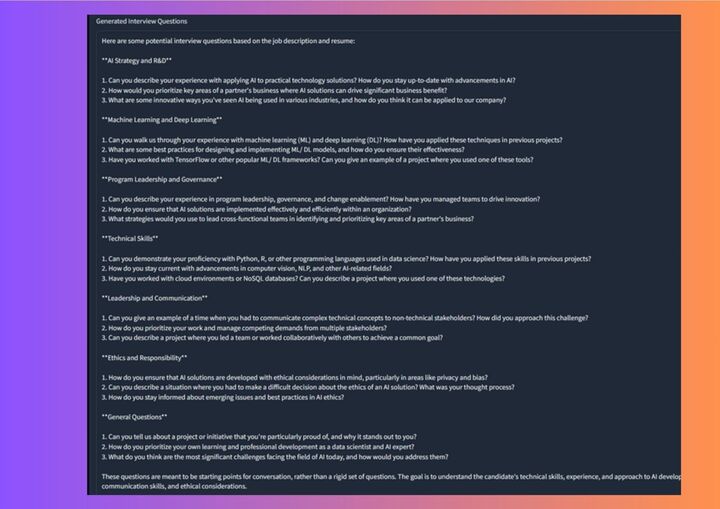 Generated Interview Questions
Here are some potential interview questions based on the job description and resume:
**AI Strategy and R&D**
1. Can you describe your experience with applying AI to practical technology solutions? How do you stay up-to-date with advancements in AI?
2. How would you prioritize key areas of a partner's business where AI solutions can drive significant business benefit?
3. What are some innovative ways you've seen AI being used in various industries, and how do you think it can be applied to our company?
**Machine Learning and Deep Learning**
1. Can you walk us through your experience with machine learning (ML) and deep learning (DL)? How have you applied these techniques in previous projects?
2. What are some best practices for designing and implementing ML/ DL models, and how do you ensure their effectiveness?
3. Have you worked with TensorFlow or other popular ML/ DL frameworks? Can you give an example of a project where you used one of these tools?
**Program Leadership and Governance**
1. Can you describe your experience in program leadership, governance, and change enablement? How have you managed teams to drive innovation?
2. How do you ensure that AI solutions are implemented effectively and efficiently within an organization?
3. What strategies would you use to lead cross-functional teams in identifying and prioritizing key areas of a partner's business?
**Technical Skills**
1. Can you demonstrate your proficiency with Python, R, or other programming languages used in data science? How have you applied these skills in previous projects?
2. How do you stay current with advancements in computer vision, NLP, and other AI-related fields?
3. Have you worked with cloud environments or NoSQL databases? Can you describe a project where you used one of these technologies?
**Leadership and Communication**
1. Can you give an example of a time when you had to communicate complex technical concepts to non-technical stakeholders? How did you approach this challenge?
2. How do you prioritize your work and manage competing demands from multiple stakeholders?
3. Can you describe a project where you led a team or worked collaboratively with others to achieve a common goal?
**Ethics and Responsibility**
1. How do you ensure that AI solutions are developed with ethical considerations in mind, particularly in areas like privacy and bias?
2. Can you describe a situation where you had to make a difficult decision about the ethics of an AI solution? What was your thought process?
3. How do you stay informed about emerging issues and best practices in AI ethics?
**General Questions**
1. Can you tell us about a project or initiative that you're particularly proud of, and why it stands out to you?
2. How do you prioritize your own learning and professional development as a data scientist and AI expert?
3. What do you think are the most significant challenges facing the field of AI today, and how would you address them?
These questions are meant to be starting points for conversation, rather than a rigid set of questions. The goal is to understand the candidate's technical skills, experience, and approach to AI develop
communication skills, and ethical considerations.